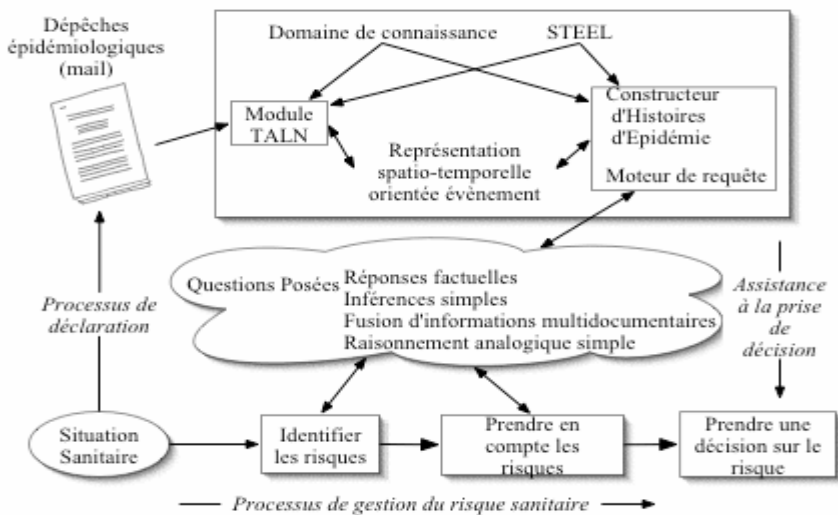 Dépêches
épidémiologiques
(mail)
Domaine de connaissance
STEEL
Module
TALN
Constructeur
d'Histoires
d'Epidémie
Moteur de requête
Représentation
spatio-temporelle
orientée évènement
Questions Posées
Réponses factuelles
Inférences simples
Fusion d'informations multidocumentaires
Raisonnement analogique simple
Processus de
déclaration
Assistance
à la prise
de
décision
Situation
Sanitaire
Identifier
les risques
Prendre en
compte les
risques
Prendre une
décision sur le
risque
Processus de gestion du risque sanitaire